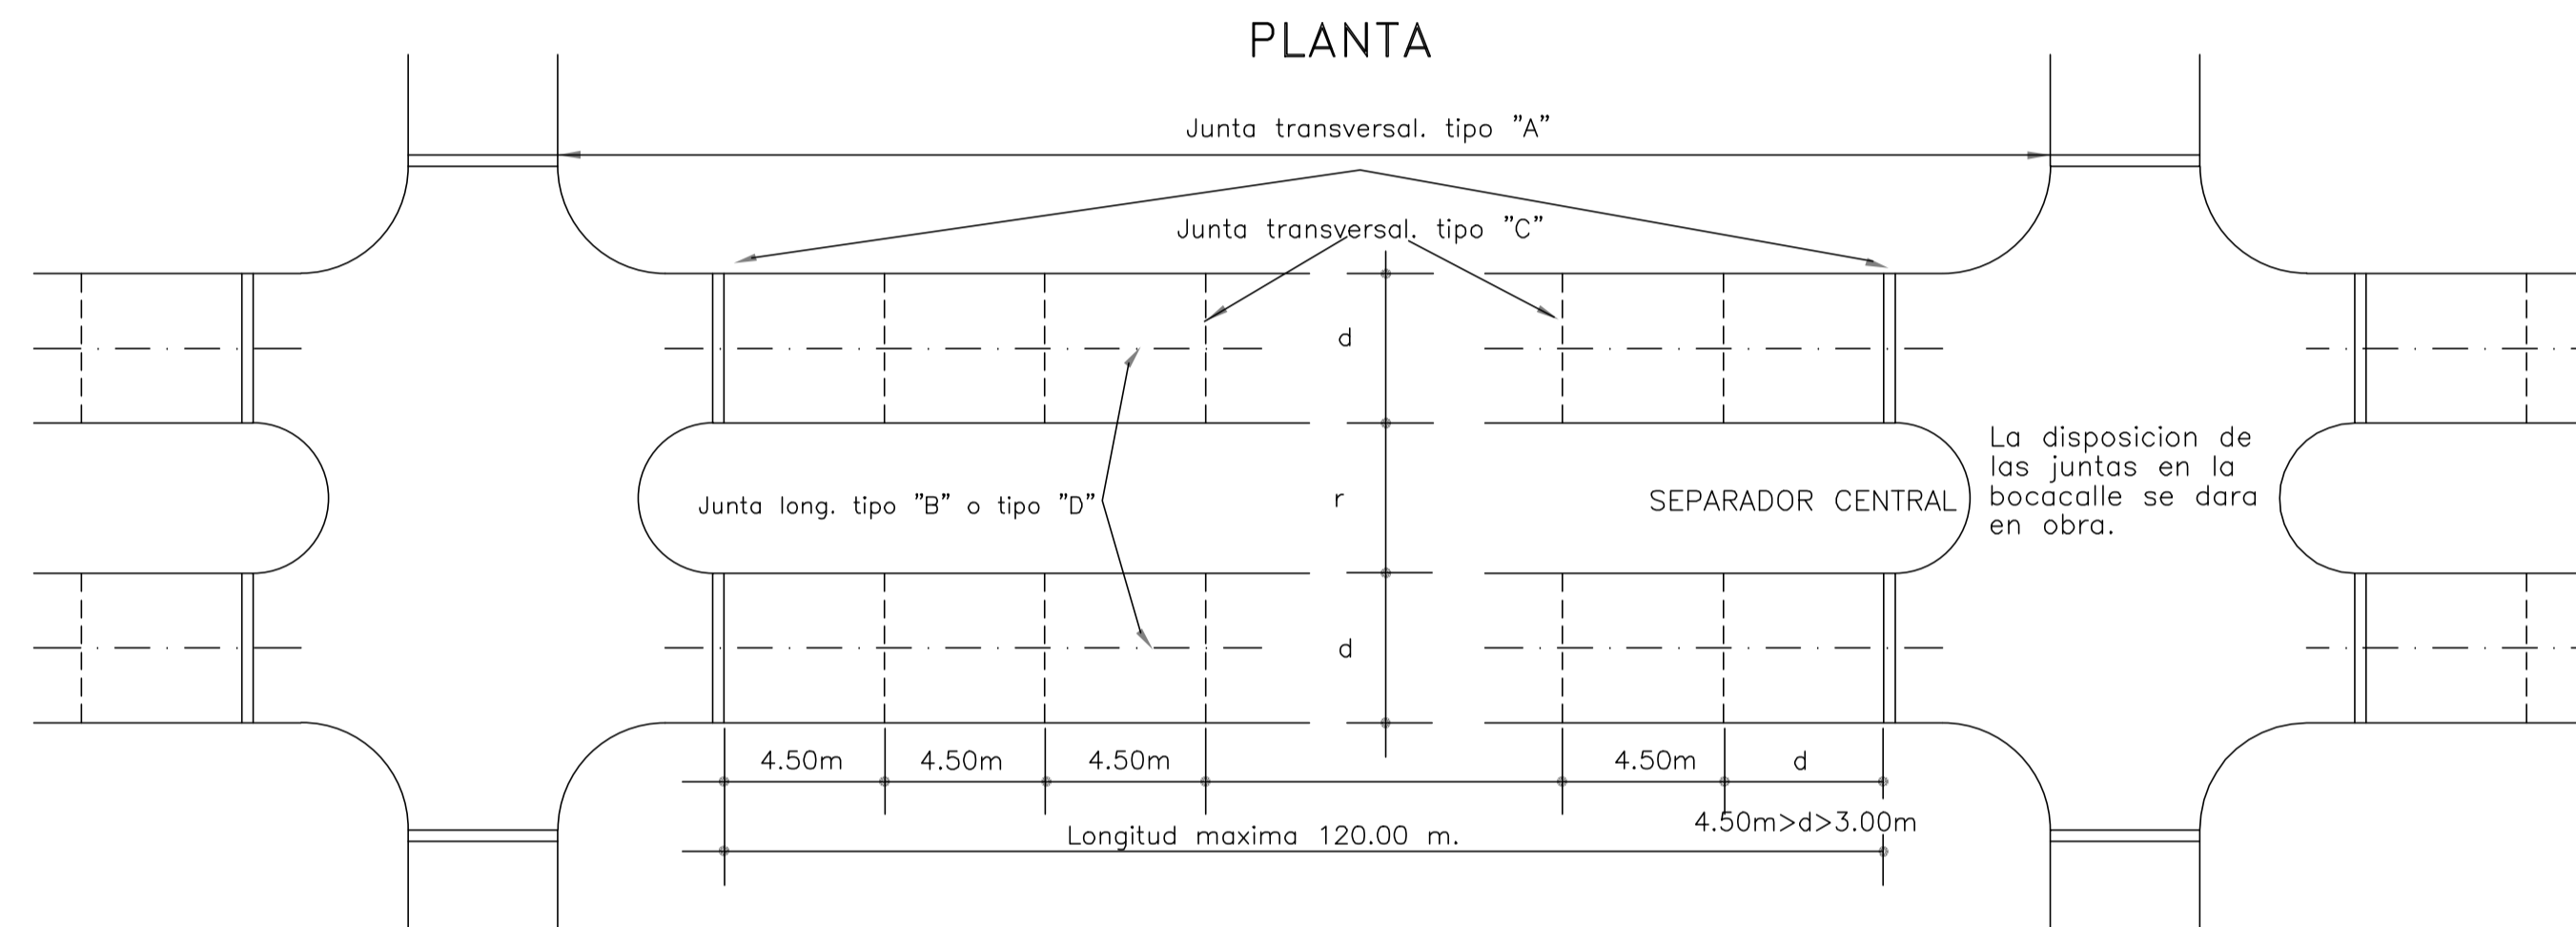 PLANTA
Junta transversal. tipo "A"
Junta transversal. tipo "C"
d
Junta long. tipo "B" o tipo "D"
r
SEPARADOR CENTRAL
La disposicion de
las juntas en la
bocacalle se dara
en obra.
d
4.50m
4.50m
4.50m
4.50m
d
4.50m>d>3.00m
Longitud maxima 120.00 m.